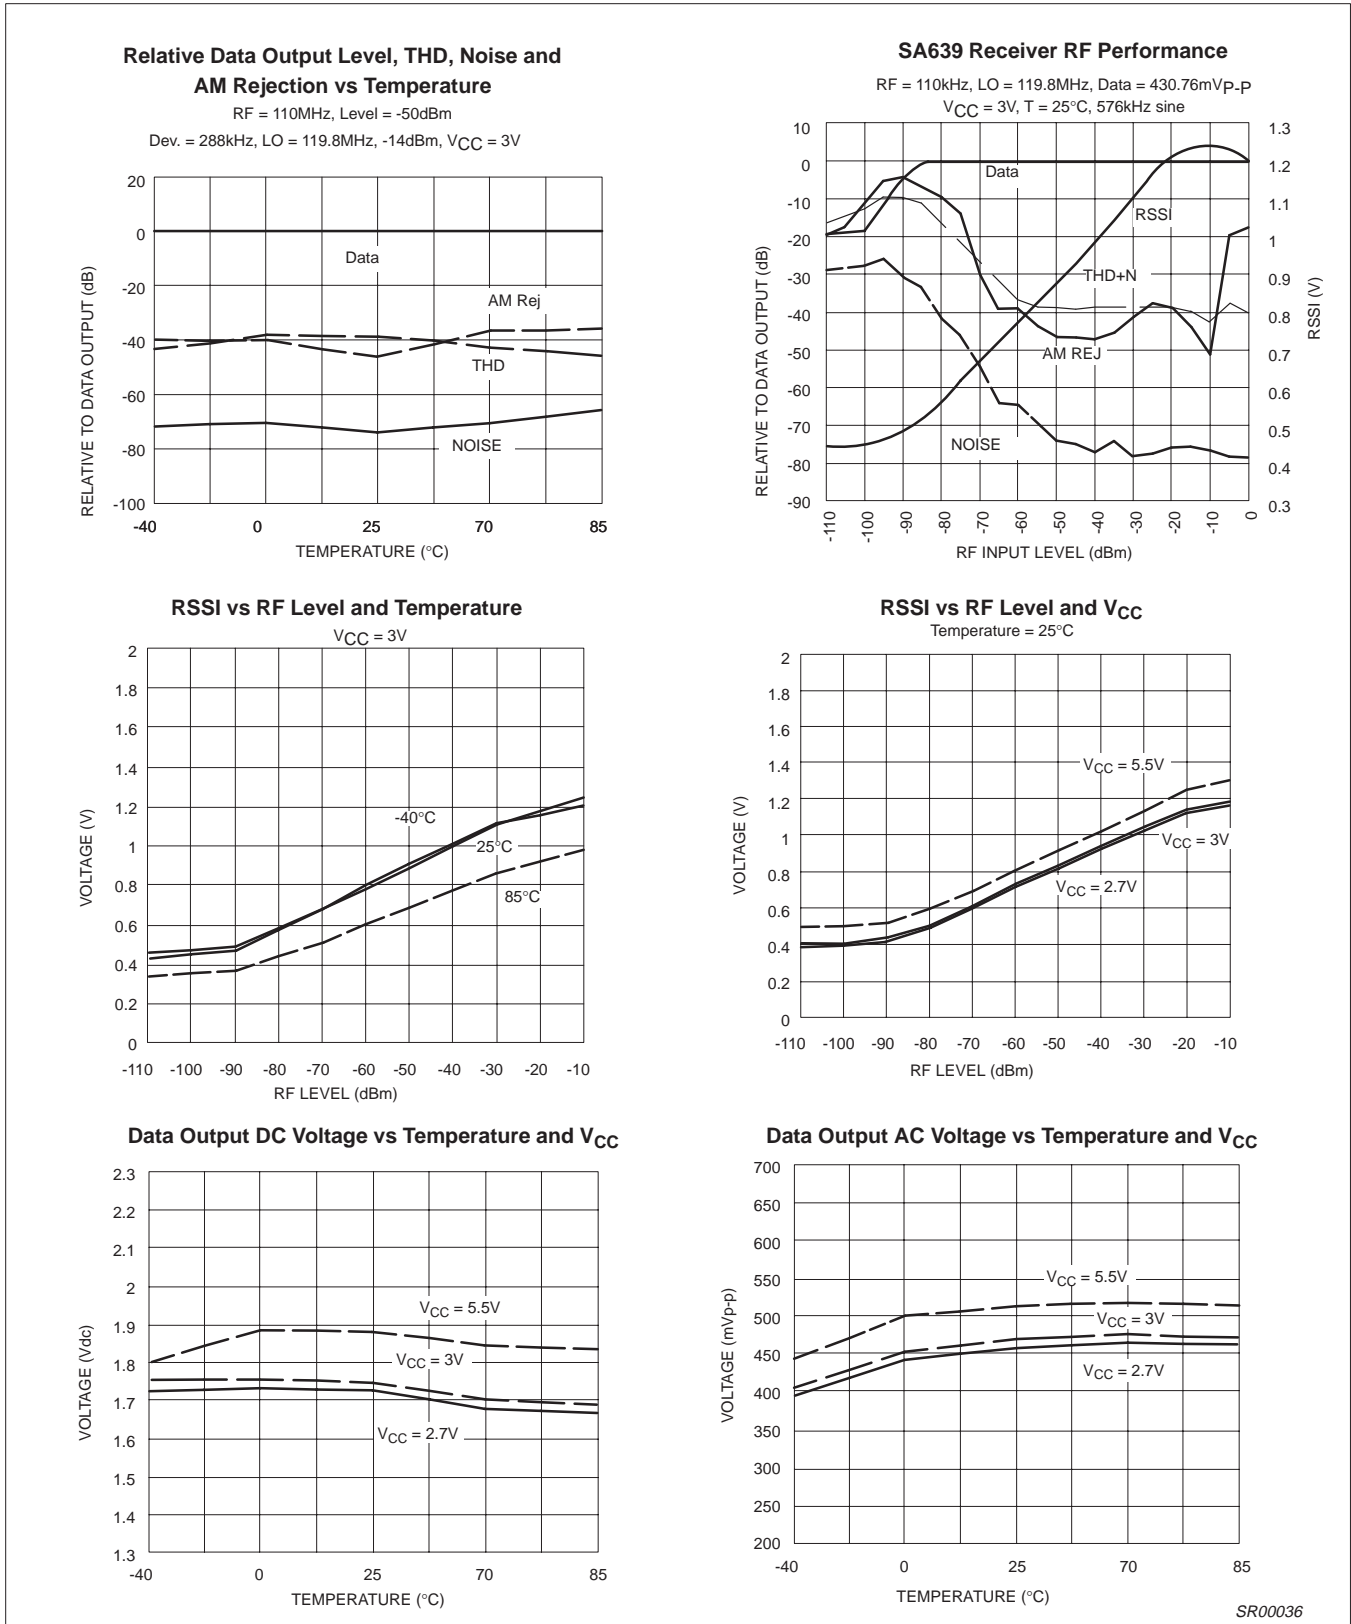 Relative Data Output Level, THD, Noise and
AM Rejection vs Temperature
RF = 110MHz, Level = -50dBm
Dev. = 288kHz, LO = 119.8MHz, -14dBm, VCC = 3V
20
0
-20
-40
-60
-80
-100
RELATIVE TO DATA OUTPUT (dB)
Data
AM Rej
THD
NOISE
-40
0
25
70
85
TEMPERATURE (°C)
SA639 Receiver RF Performance
RF = 110kHz, LO = 119.8MHz, Data = 430.76mVP-P
VCC = 3V, T = 25°C, 576kHz sine
10
0
-10
-20
-30
-40
-50
-60
-70
-80
-90
RELATIVE TO DATA OUTPUT (dB)
Data
RSSI
THD+N
AM REJ
NOISE
1.3
1.2
1.1
1
0.9
0.8
0.7
0.6
0.5
0.4
0.3
RSSI (V)
-110
-100
-90
-80
-70
-60
-50
-40
-30
-20
-10
0
RF INPUT LEVEL (dBm)
RSSI vs RF Level and Temperature
VCC = 3V
2
1.8
1.6
1.4
1.2
1
0.8
0.6
0.4
0.2
0
VOLTAGE (V)
-40°C
25°C
85°C
-110
-100
-90
-80
-70
-60
-50
-40
-30
-20
-10
RF LEVEL (dBm)
RSSI vs RF Level and VCC
Temperature = 25°C
2
1.8
1.6
1.4
1.2
1
0.8
0.6
0.4
0.2
0
VOLTAGE (V)
VCC = 5.5V
VCC = 3V
VCC = 2.7V
-110
-100
-90
-80
-70
-60
-50
-40
-30
-20
-10
RF LEVEL (dBm)
Data Output DC Voltage vs Temperature and VCC
2.3
2.2
2.1
2
1.9
1.8
1.7
1.6
1.5
1.4
1.3
VOLTAGE (Vdc)
VCC = 5.5V
VCC = 3V
VCC = 2.7V
-40
0
25
70
85
TEMPERATURE (°C)
Data Output AC Voltage vs Temperature and VCC
700
650
600
550
500
450
400
350
300
250
200
VOLTAGE (mVp-p)
VCC = 5.5V
VCC = 3V
VCC = 2.7V
-40
0
25
70
85
TEMPERATURE (°C)
SR00036